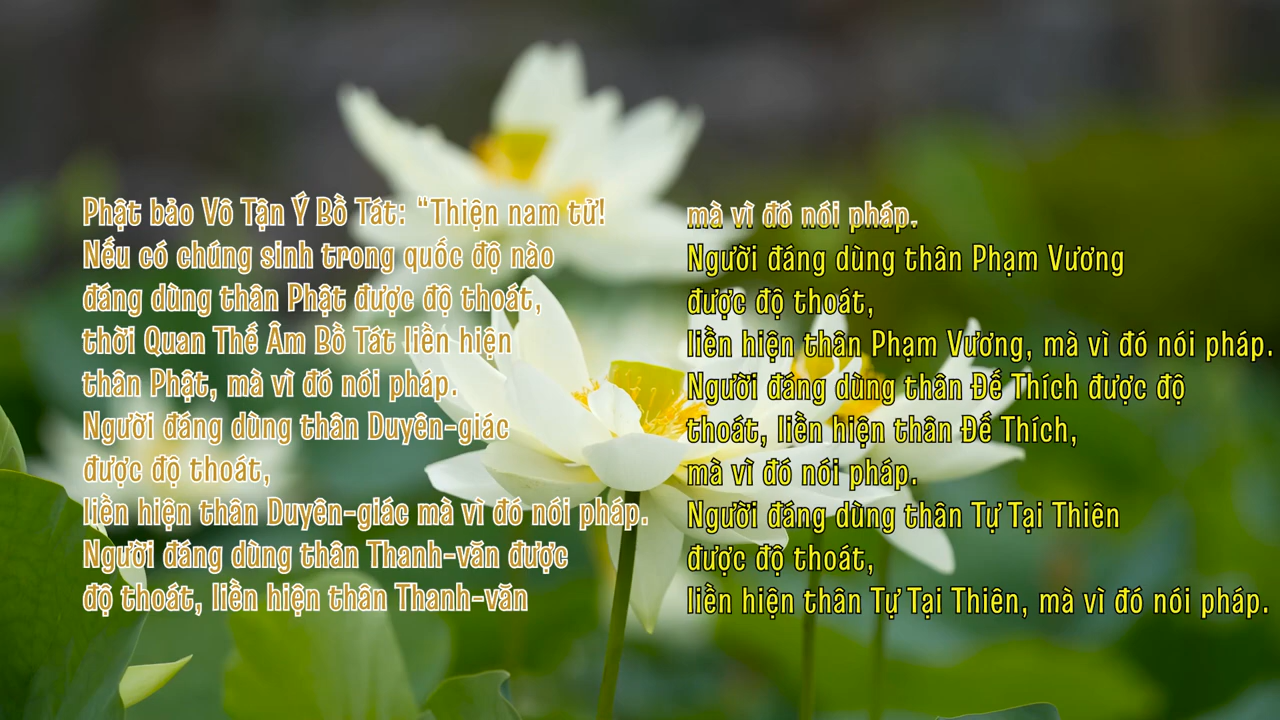 Phật bảo Vô Tận Ý Bồ Tát: “Thiện nam tử!
Nếu có chúng sinh trong quốc độ nào
đáng dùng thân Phật được độ thoát,
thời Quan Thế Âm Bồ Tát liền hiện
thân Phật, mà vì đó nói pháp.
Người đáng dùng thân Duyên-giác
được độ thoát,
liền hiện thân Duyên-giác mà vì đó nói pháp.
Người đáng dùng thân Thanh-văn được
độ thoát, liền hiện thân Thanh-văn
mà vì đó nói pháp.
Người đáng dùng thân Phạm Vương
được độ thoát,
liền hiện thân Phạm Vương, mà vì đó nói pháp.
Người đáng dùng thân Đế Thích được độ
thoát, liền hiện thân Đế Thích,
mà vì đó nói pháp.
Người đáng dùng thân Tự Tại Thiên
được độ thoát,
liền hiện thân Tự Tại Thiên, mà vì đó nói pháp.